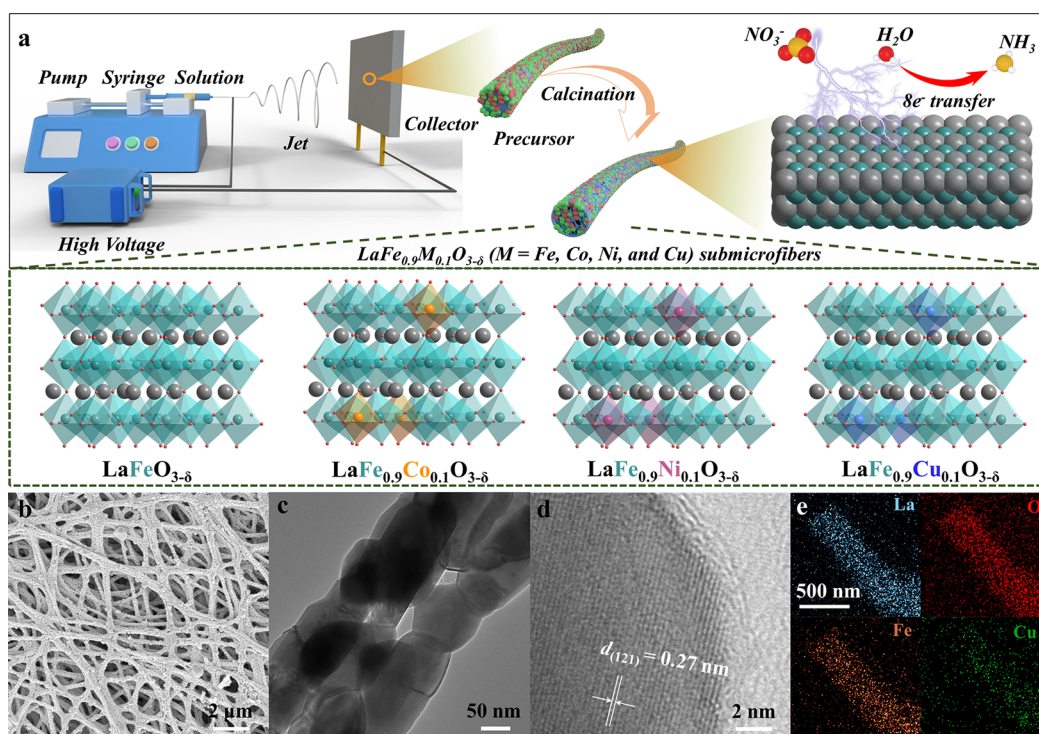 a
NO₃⁻
H₂O
NH₃
Pump Syringe Solution
Calcination
8e⁻ transfer
Collector
Precursor
Jet
High Voltage
LaFe₀.₉M₀.₁O₃₋δ (M = Fe, Co, Ni, and Cu) submicrofibers
LaFeO₃₋δ
LaFe₀.₉Co₀.₁O₃₋δ
LaFe₀.₉Ni₀.₁O₃₋δ
LaFe₀.₉Cu₀.₁O₃₋δ
b
2 μm
c
50 nm
d
d₍₁₂₁₎ = 0.27 nm
2 nm
e
La
O
500 nm
Fe
Cu